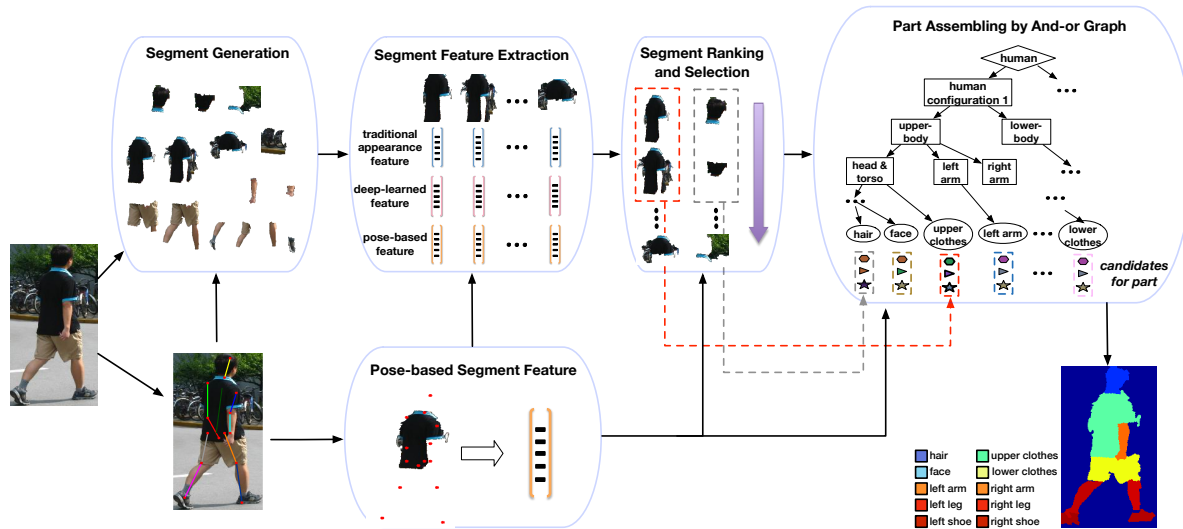 Segment Generation
Segment Feature Extraction
traditional
appearance
feature
deep-learned
feature
pose-based
feature
Segment Ranking
and Selection
Part Assembling by And-or Graph
human
human
configuration 1
upper-
body
lower-
body
head &
torso
left
arm
right
arm
hair
face
upper
clothes
left arm
lower
clothes
candidates
for part
Pose-based Segment Feature
hair
upper clothes
face
lower clothes
left arm
right arm
left leg
right leg
left shoe
right shoe